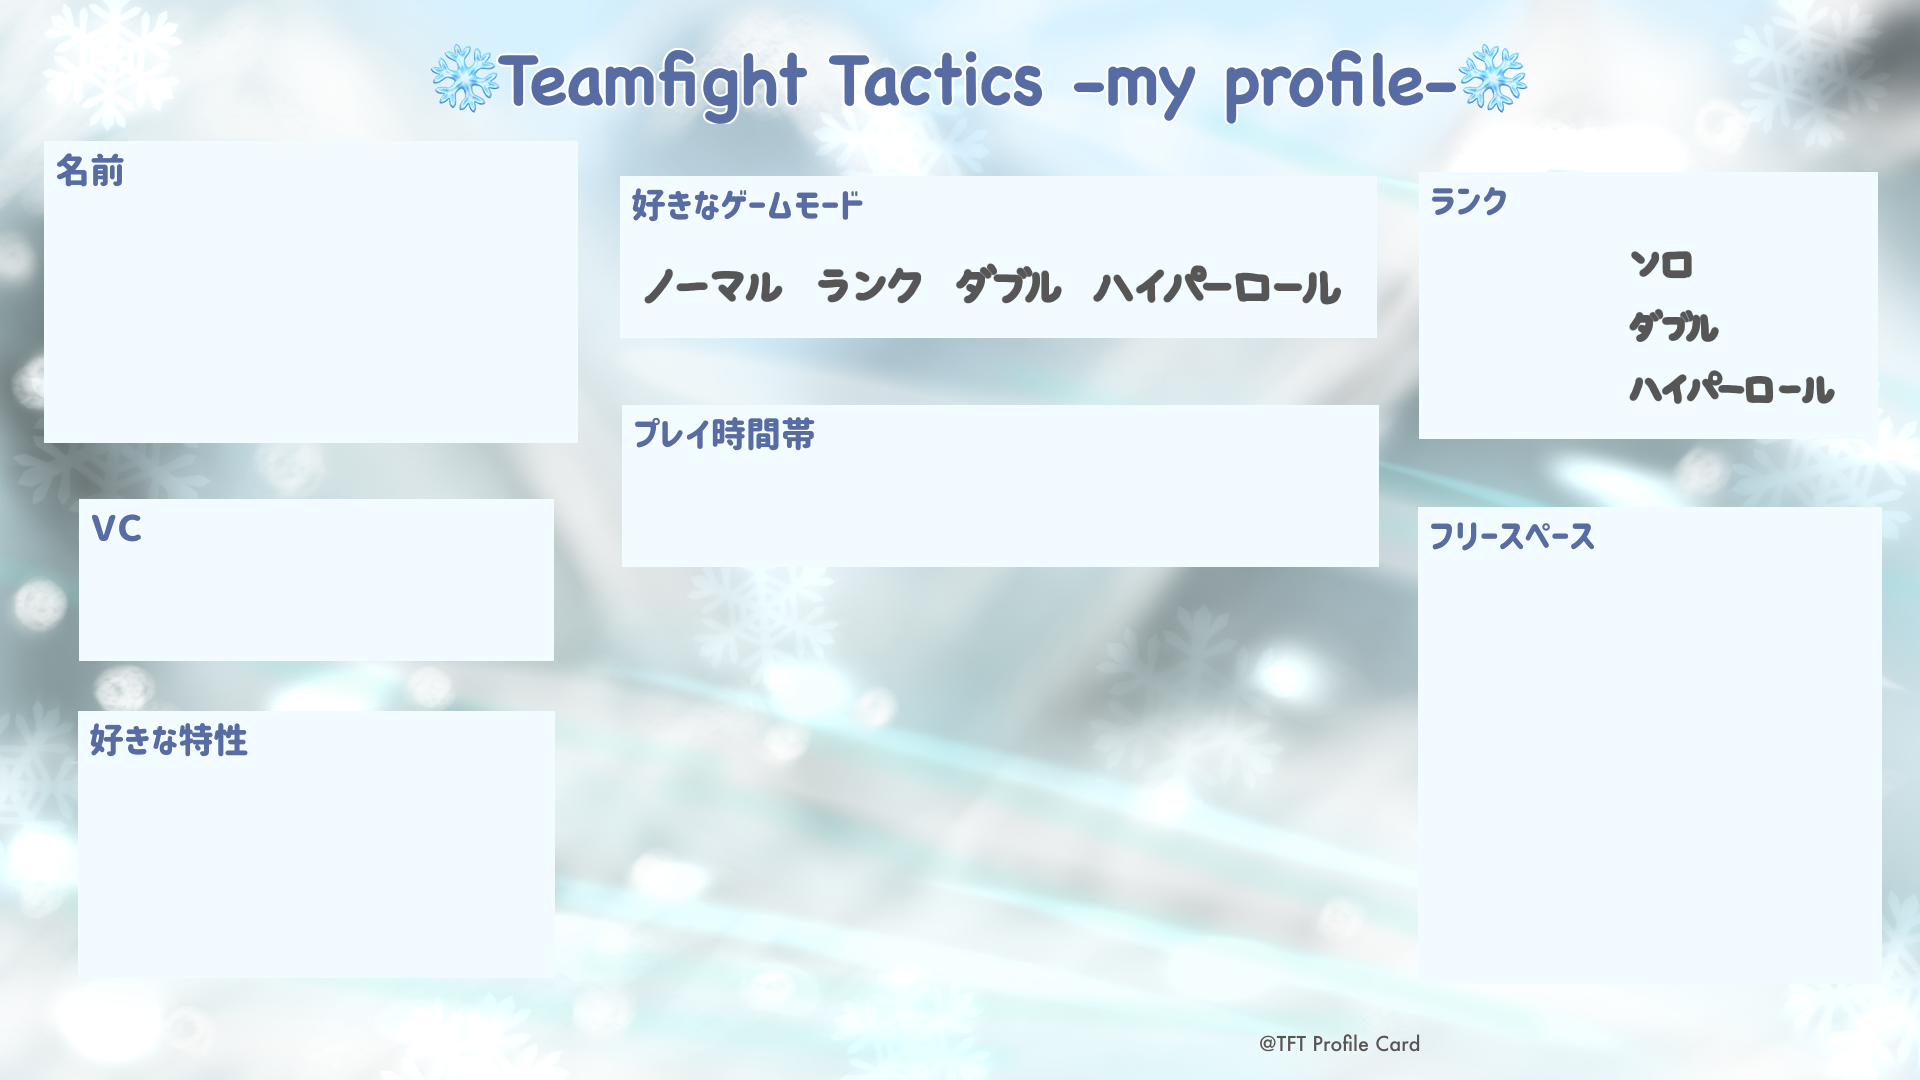 ❄Teamfight Tactics -my profile-❄
名前
好きなゲームモード
ノーマル ランク ダブル ハイパーロール
ランク
ソロ
ダブル
ハイパーロール
プレイ時間帯
VC
フリースペース
好きな特性
@TFT Profile Card